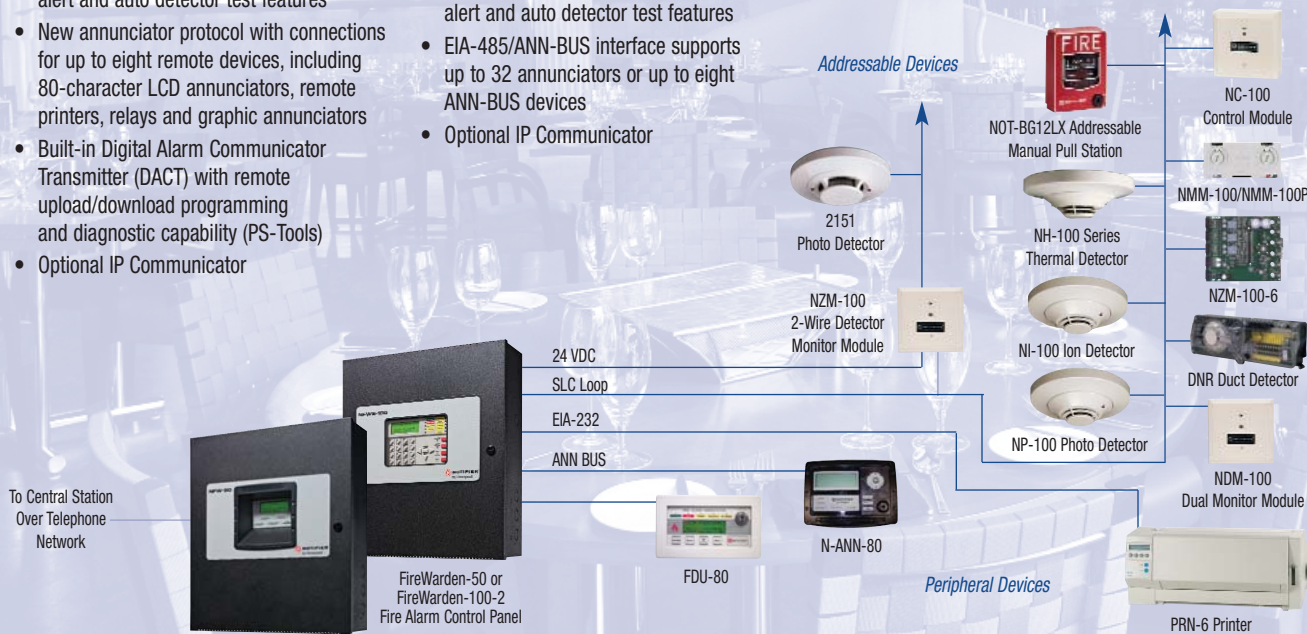 alert and auto detector test features
• New annunciator protocol with connections
for up to eight remote devices, including
80-character LCD annunciators, remote
printers, relays and graphic annunciators
• Built-in Digital Alarm Communicator
Transmitter (DACT) with remote
upload/download programming
and diagnostic capability (PS-Tools)
• Optional IP Communicator
alert and auto detector test features
• EIA-485/ANN-BUS interface supports
up to 32 annunciators or up to eight
ANN-BUS devices
• Optional IP Communicator
Addressable Devices
FIRE
NOT-BG12LX Addressable
Manual Pull Station
NC-100
Control Module
2151
Photo Detector
NH-100 Series
Thermal Detector
NMM-100/NMM-100P
NZM-100-6
NZM-100
2-Wire Detector
Monitor Module
NI-100 Ion Detector
DNR Duct Detector
NP-100 Photo Detector
NDM-100
Dual Monitor Module
24 VDC
SLC Loop
EIA-232
ANN BUS
To Central Station
Over Telephone
Network
NFW-50
NOTIFIER
FireWarden-50 or
FireWarden-100-2
Fire Alarm Control Panel
FDU-80
N-ANN-80
Peripheral Devices
PRN-6 Printer